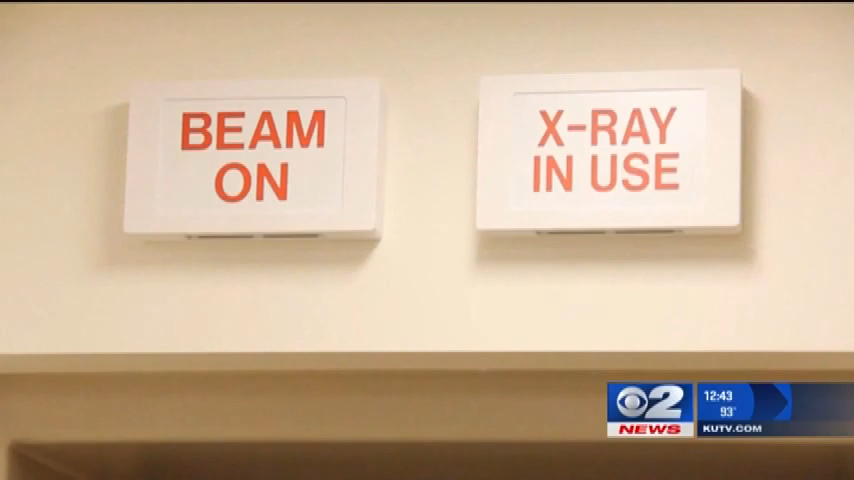 BEAM
ON
X-RAY
IN USE
2
NEWS
12:43
93°
KUTV.COM